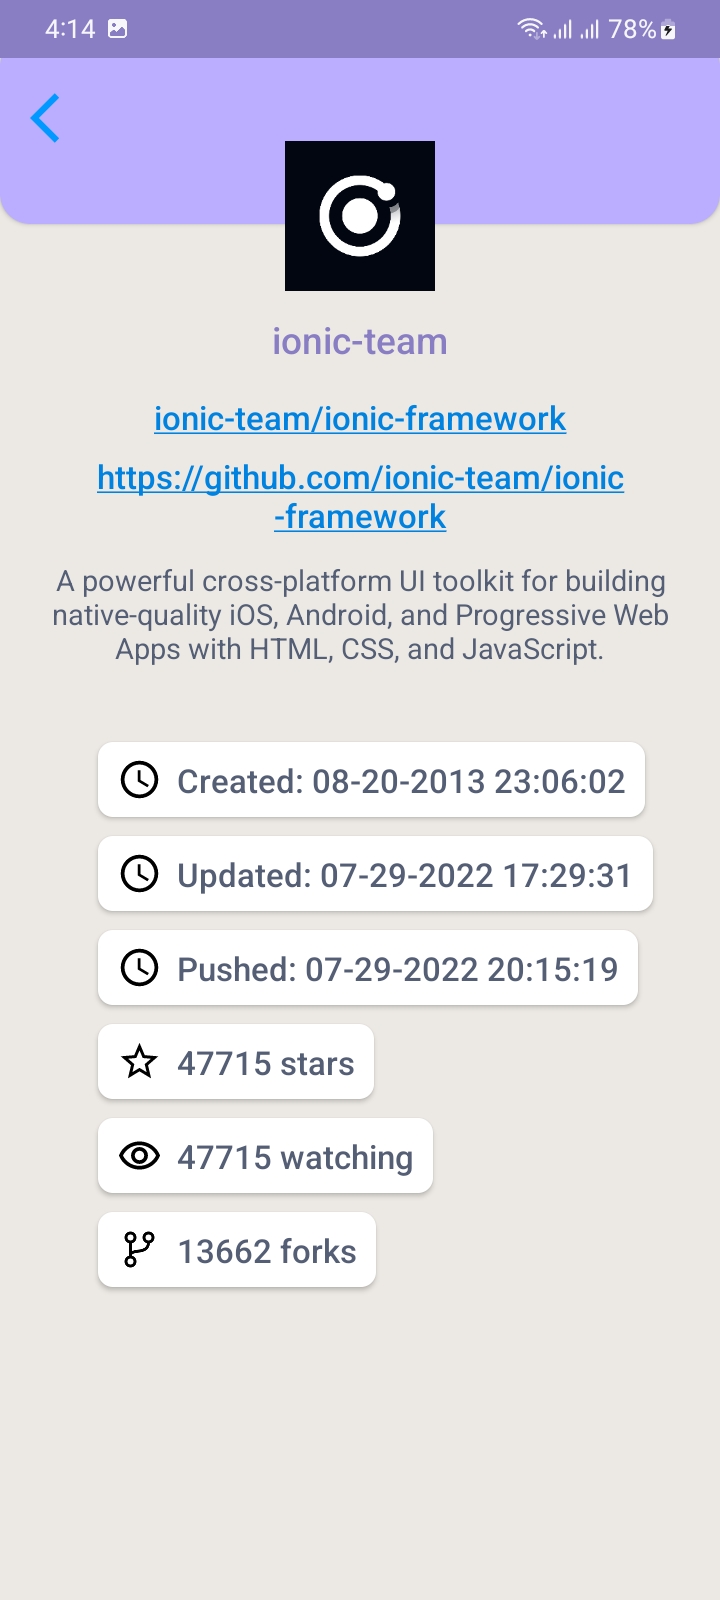 4:14 78%
ionic-team
ionic-team/ionic-framework
https://github.com/ionic-team/ionic
-framework
A powerful cross-platform UI toolkit for building
native-quality iOS, Android, and Progressive Web
Apps with HTML, CSS, and JavaScript.
Created: 08-20-2013 23:06:02
Updated: 07-29-2022 17:29:31
Pushed: 07-29-2022 20:15:19
47715 stars
47715 watching
13662 forks